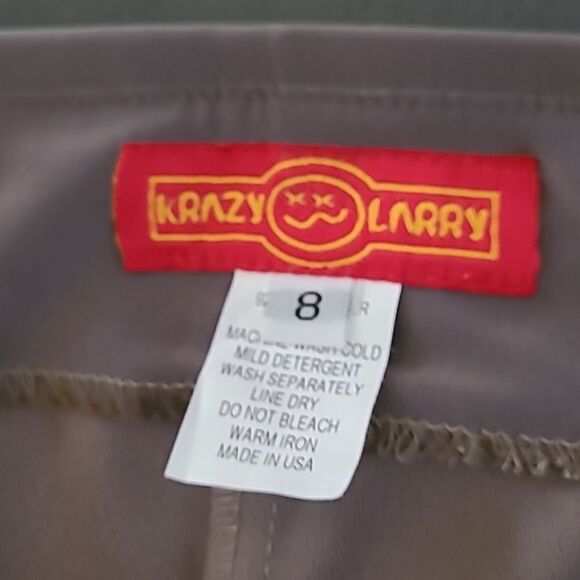 KRAZY LARRY
8
MACHINE WASH COLD
MILD DETERGENT
WASH SEPARATELY
LINE DRY
DO NOT BLEACH
WARM IRON
MADE IN USA